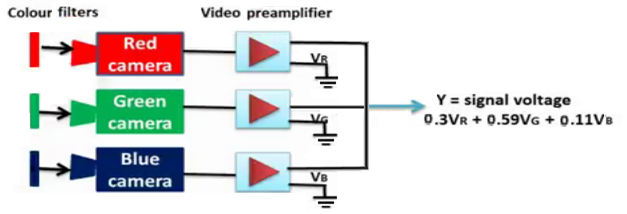 Colour filters
Video preamplifier
Red
camera
VR
Green
camera
VG
Y = signal voltage
0.3VR + 0.59VG + 0.11VB
Blue
camera
VB